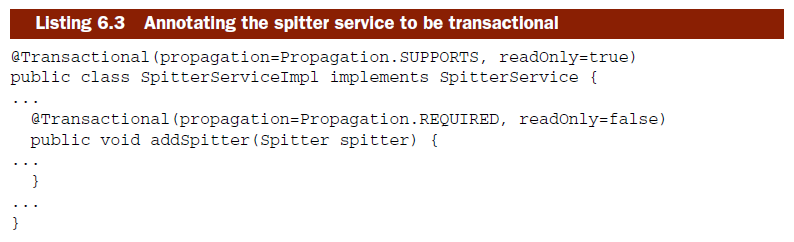 Listing 6.3 Annotating the spitter service to be transactional
@Transactional(propagation=Propagation.SUPPORTS, readOnly=true)
public class SpitterServiceImpl implements SpitterService {
...
@Transactional(propagation=Propagation.REQUIRED, readOnly=false)
public void addSpitter(Spitter spitter) {
...
}
...
}